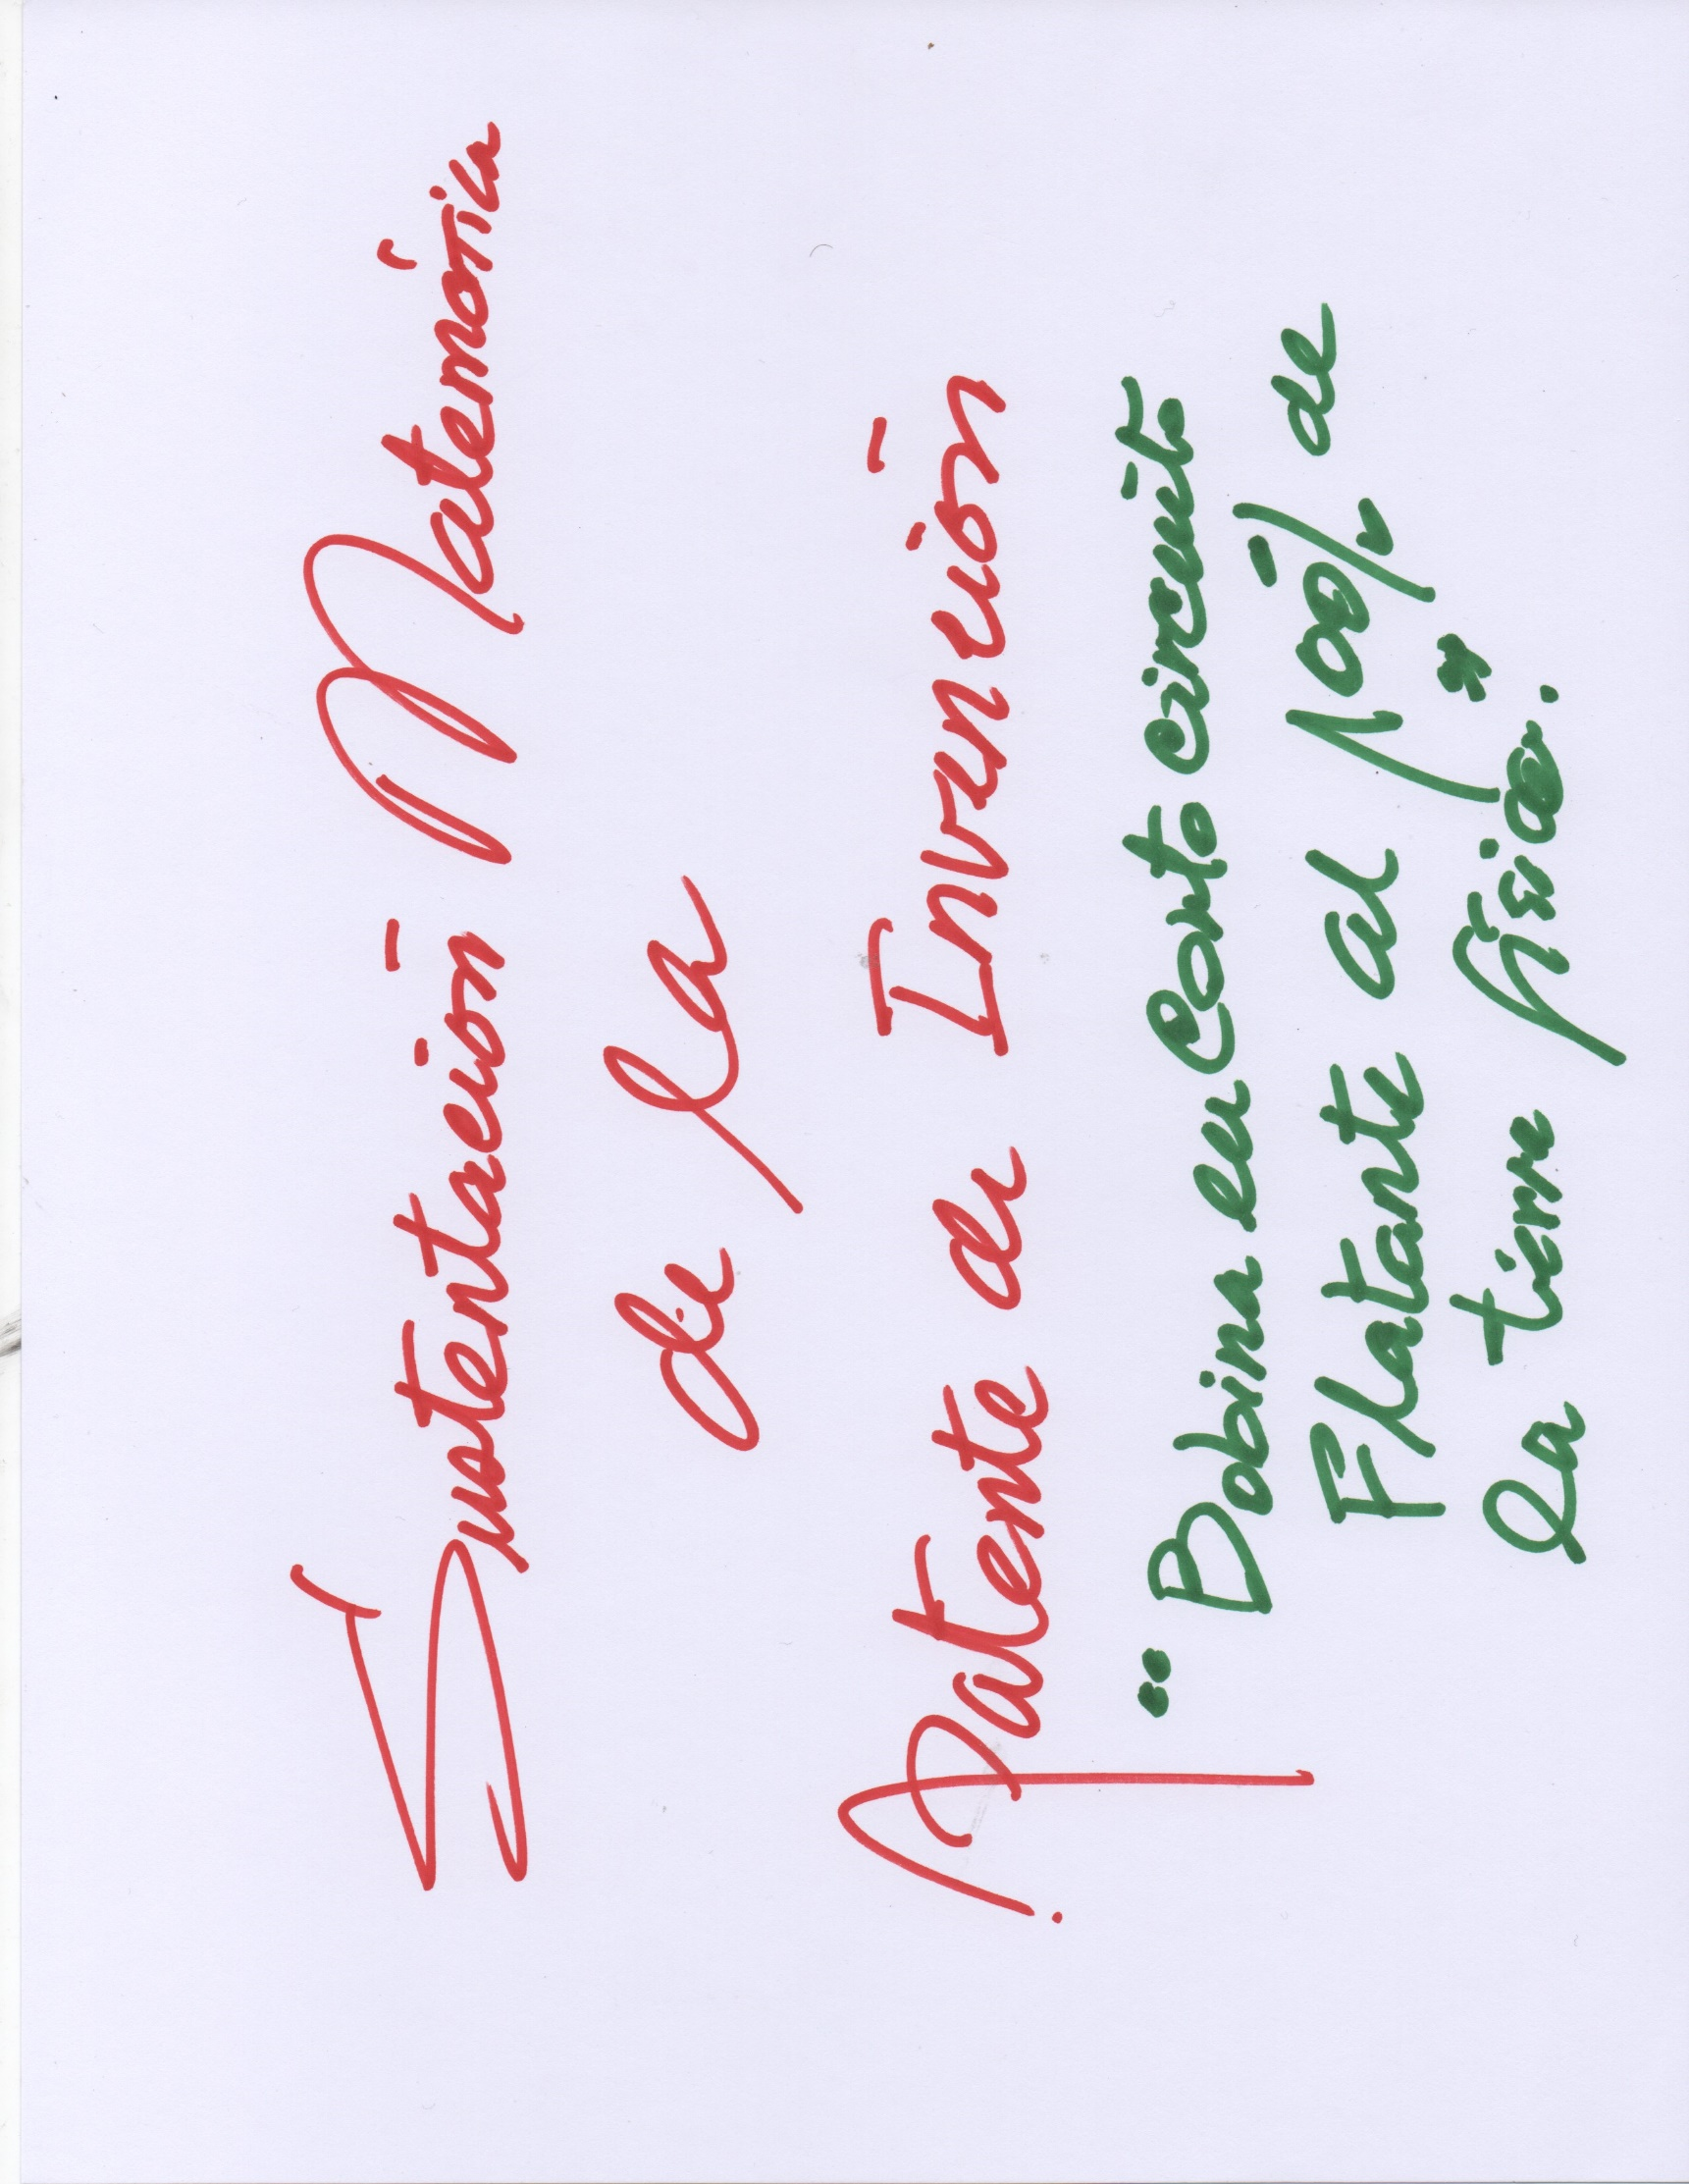 Sustentación Matemática
de la
Patente de Invención
"Bobina en Corto circuito
Flotante al 100% de
la tierra física".